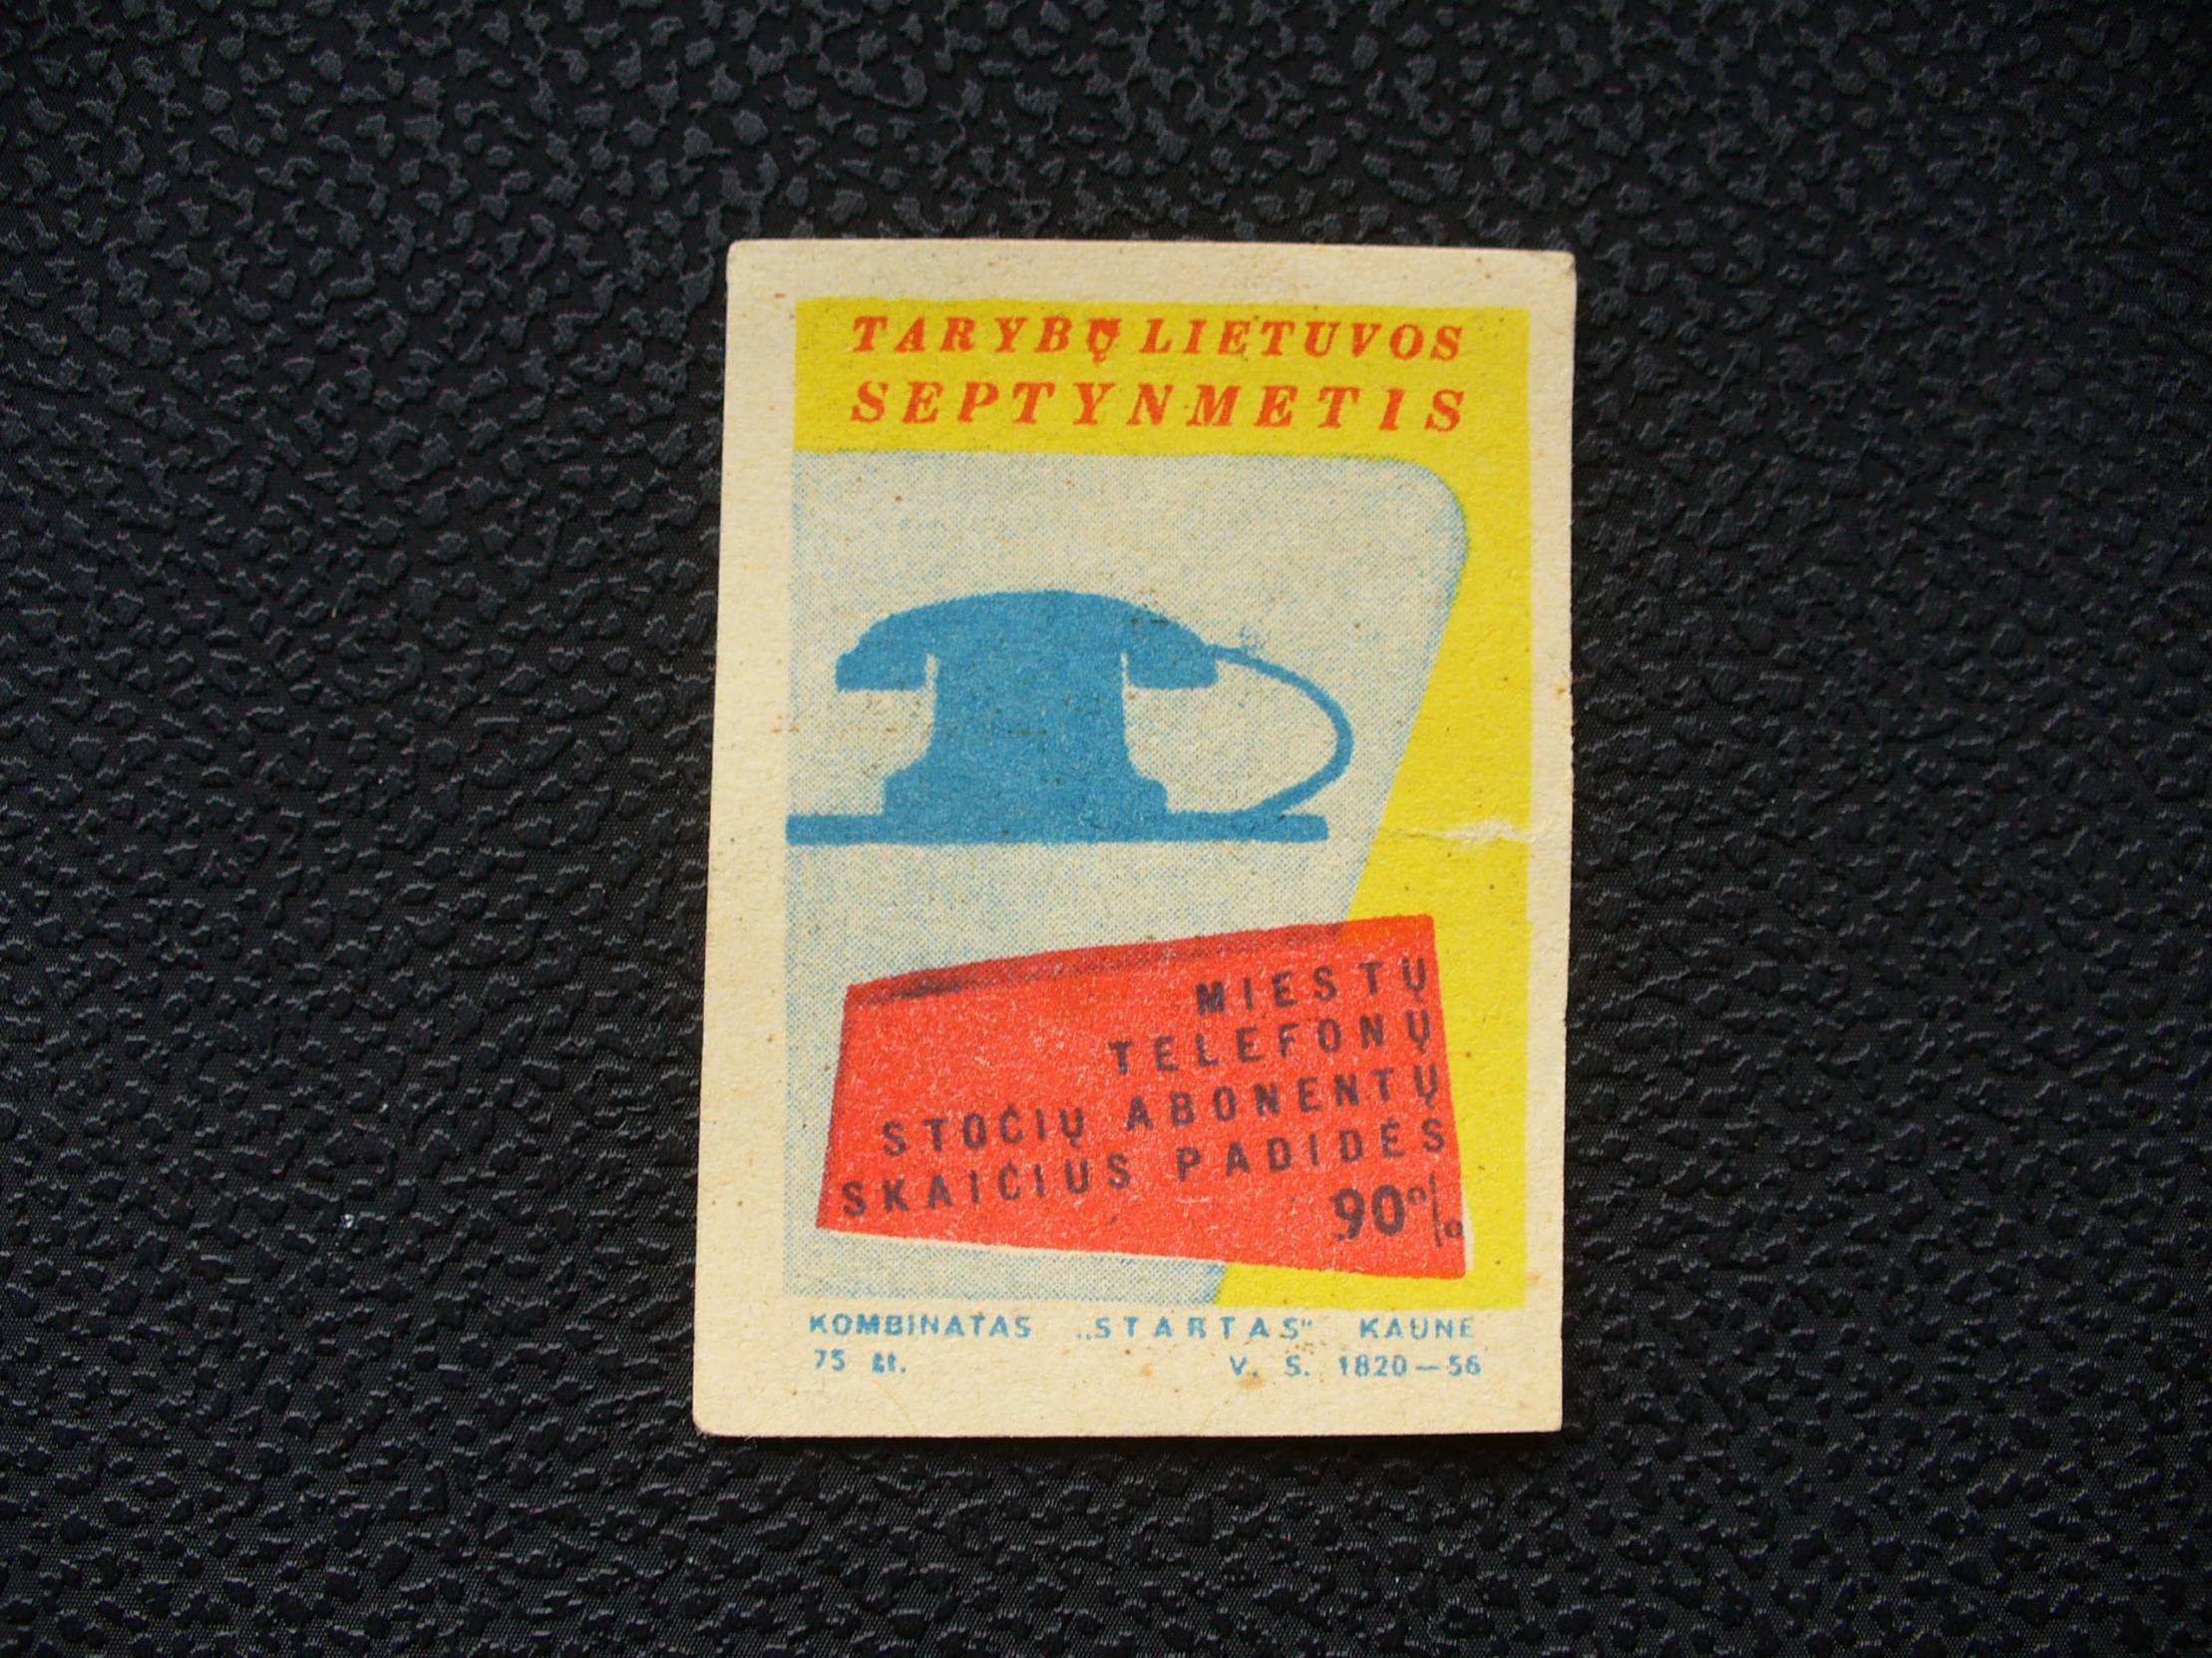 TARYBŲ LIETUVOS
SEPTYNMETIS
MIESTŲ
TELEFONŲ
STOČIŲ ABONENTŲ
SKAIČIUS PADIDĖS
90%
KOMBINATAS „STARTAS" KAUNE
75 št. V. S. 1820—56